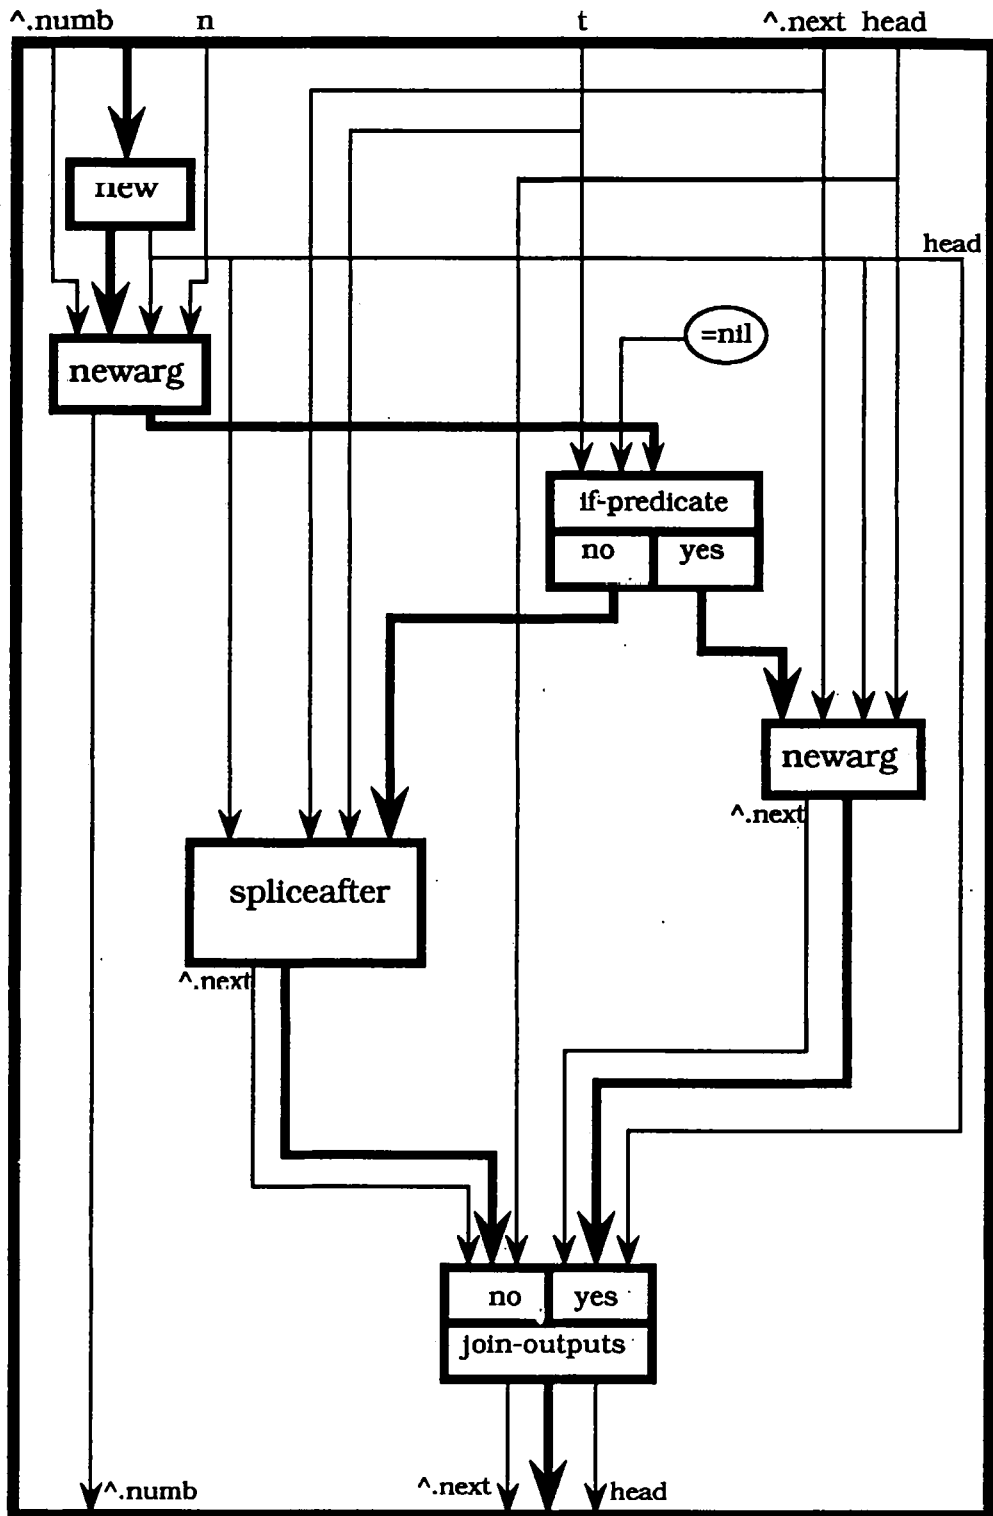 ^.numb n t ^.next head
new
head
=nil
newarg
if-predicate
no yes
newarg
^.next
spliceafter
^.next
no yes
join-outputs
^.numb ^.next head